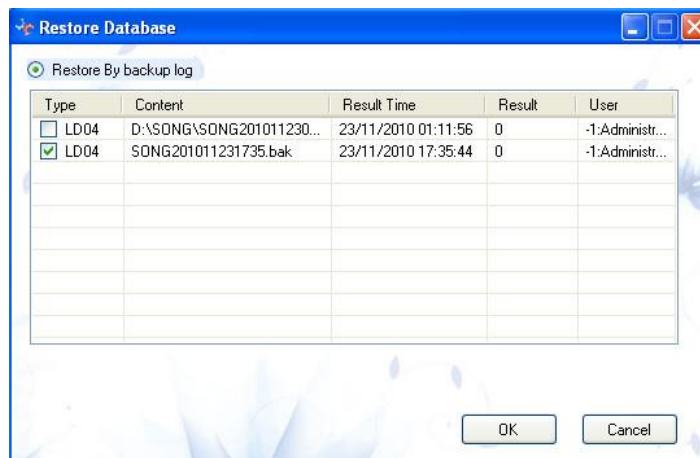 Restore Database
Restore By backup log
Type Content Result Time Result User
LD04 D:\SONG\SONG201011230... 23/11/2010 01:11:56 0 -1:Administr...
LD04 SONG201011231735.bak 23/11/2010 17:35:44 0 -1:Administr...
OK Cancel